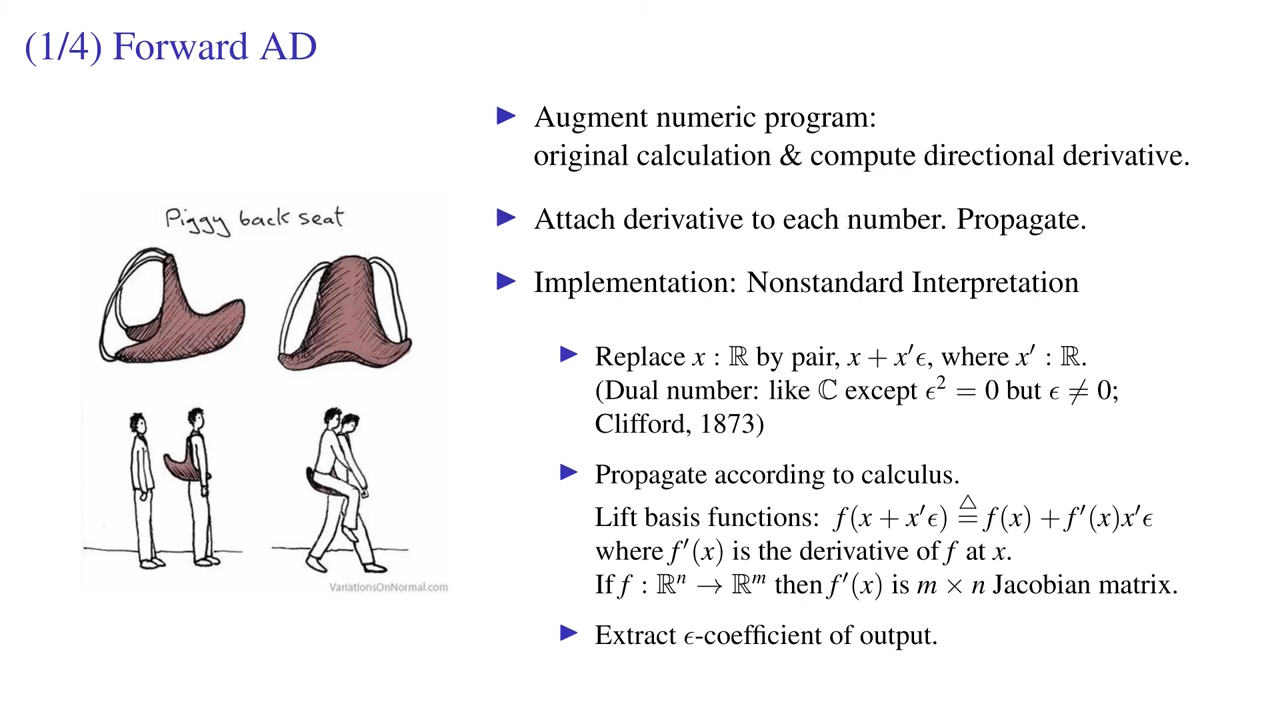 (1/4) Forward AD
▶ Augment numeric program:
original calculation & compute directional derivative.
▶ Attach derivative to each number. Propagate.
▶ Implementation: Nonstandard Interpretation
▶ Replace x : ℝ by pair, x + x′ϵ, where x′ : ℝ.
(Dual number: like ℂ except ϵ² = 0 but ϵ ≠ 0;
Clifford, 1873)
▶ Propagate according to calculus.
Lift basis functions: f(x + x′ϵ) ≜ f(x) + f′(x)x′ϵ
where f′(x) is the derivative of f at x.
If f : ℝⁿ → ℝᵐ then f′(x) is m × n Jacobian matrix.
▶ Extract ϵ-coefficient of output.
Piggy back seat
VariationsOnNormal.com